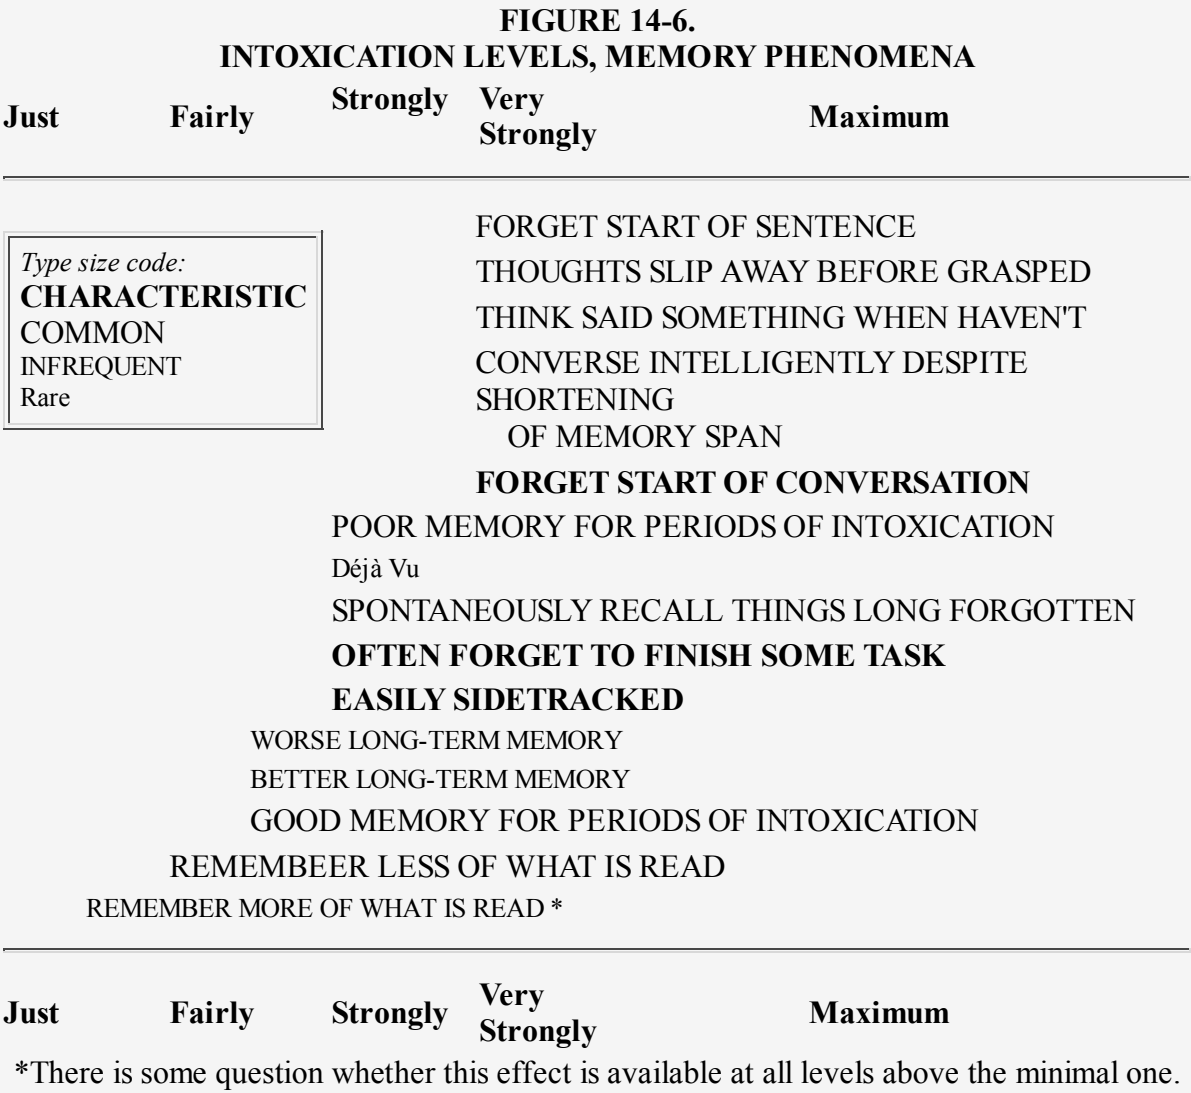 FIGURE 14-6.
INTOXICATION LEVELS, MEMORY PHENOMENA
Just Fairly Strongly Very Strongly Maximum
Type size code:
CHARACTERISTIC
COMMON
INFREQUENT
Rare
FORGET START OF SENTENCE
THOUGHTS SLIP AWAY BEFORE GRASPED
THINK SAID SOMETHING WHEN HAVEN'T
CONVERSE INTELLIGENTLY DESPITE
SHORTENING
OF MEMORY SPAN
FORGET START OF CONVERSATION
POOR MEMORY FOR PERIODS OF INTOXICATION
Déjà Vu
SPONTANEOUSLY RECALL THINGS LONG FORGOTTEN
OFTEN FORGET TO FINISH SOME TASK
EASILY SIDETRACKED
WORSE LONG-TERM MEMORY
BETTER LONG-TERM MEMORY
GOOD MEMORY FOR PERIODS OF INTOXICATION
REMEMBEER LESS OF WHAT IS READ
REMEMBER MORE OF WHAT IS READ *
Just Fairly Strongly Very Strongly Maximum
*There is some question whether this effect is available at all levels above the minimal one.